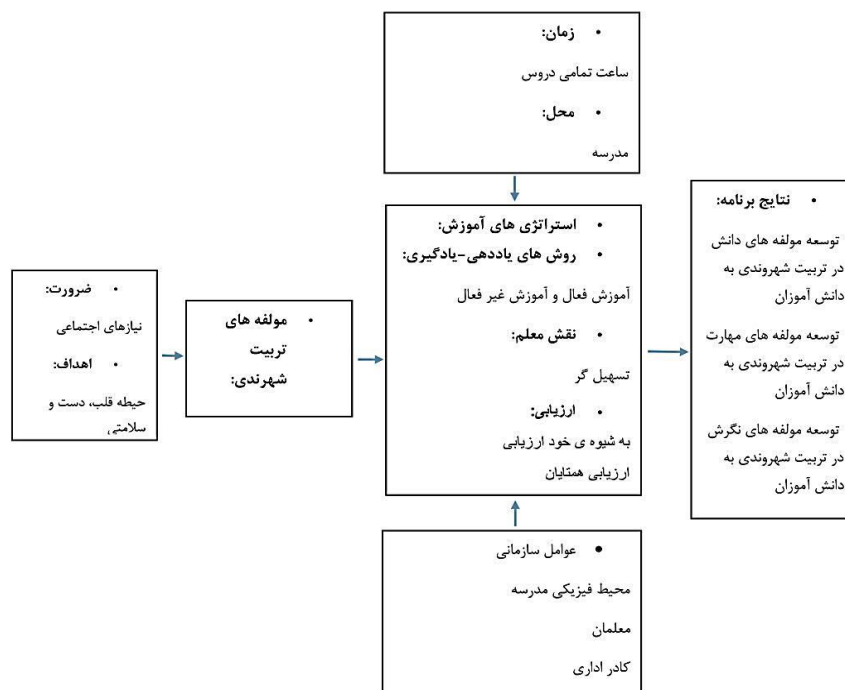 • زمان:
ساعت تمامی دروس
• محل:
مدرسه
• ضرورت:
نیازهای اجتماعی
• اهداف:
حیطه قلب، دست و
سلامتی
• مولفه های
تربیت
شهرندی:
• استراتژی های آموزش:
• روش های یاددهی-یادگیری:
آموزش فعال و آموزش غیر فعال
• نقش معلم:
تسهیل گر
• ارزیابی:
به شیوه ی خود ارزیابی
ارزیابی همتایان
• عوامل سازمانی
محیط فیزیکی مدرسه
معلمان
کادر اداری
• نتایج برنامه:
توسعه مولفه های دانش
در تربیت شهروندی به
دانش آموزان
توسعه مولفه های مهارت
در تربیت شهروندی به
دانش آموزان
توسعه مولفه های نگرش
در تربیت شهروندی به
دانش آموزان